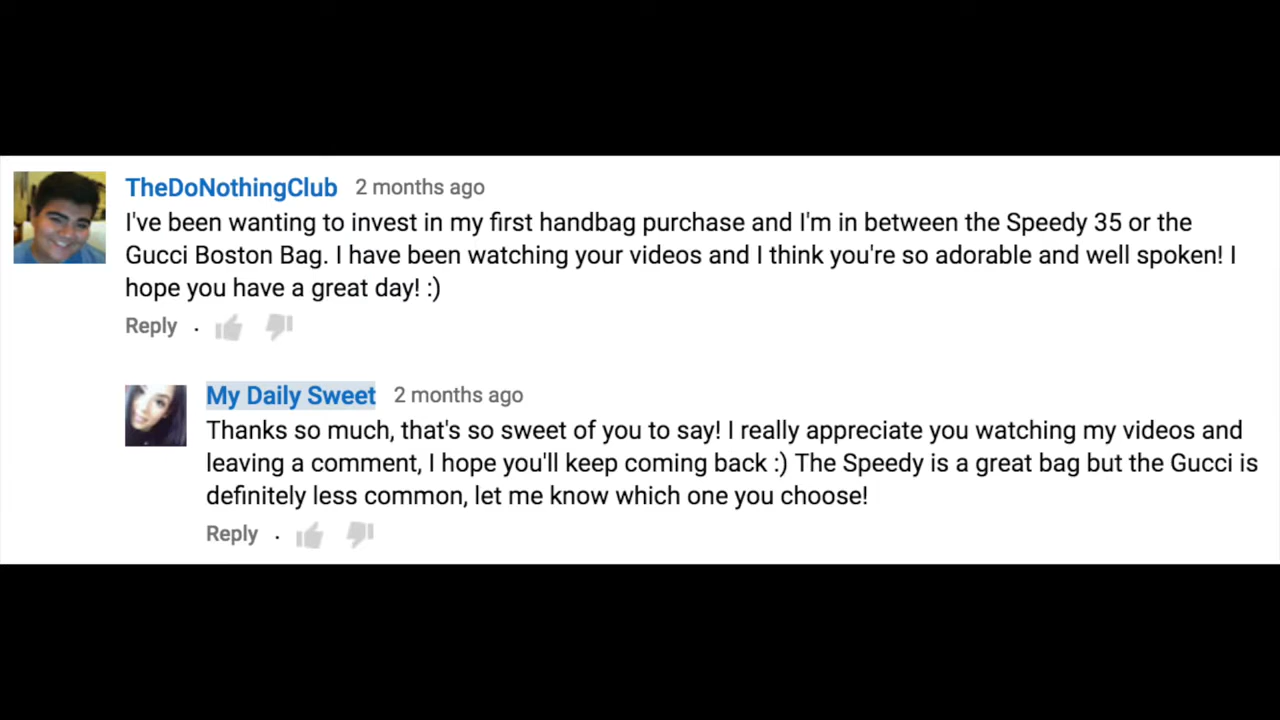 TheDoNothingClub 2 months ago
I've been wanting to invest in my first handbag purchase and I'm in between the Speedy 35 or the
Gucci Boston Bag. I have been watching your videos and I think you're so adorable and well spoken! I
hope you have a great day! :)
Reply .
My Daily Sweet 2 months ago
Thanks so much, that's so sweet of you to say! I really appreciate you watching my videos and
leaving a comment, I hope you'll keep coming back :) The Speedy is a great bag but the Gucci is
definitely less common, let me know which one you choose!
Reply .